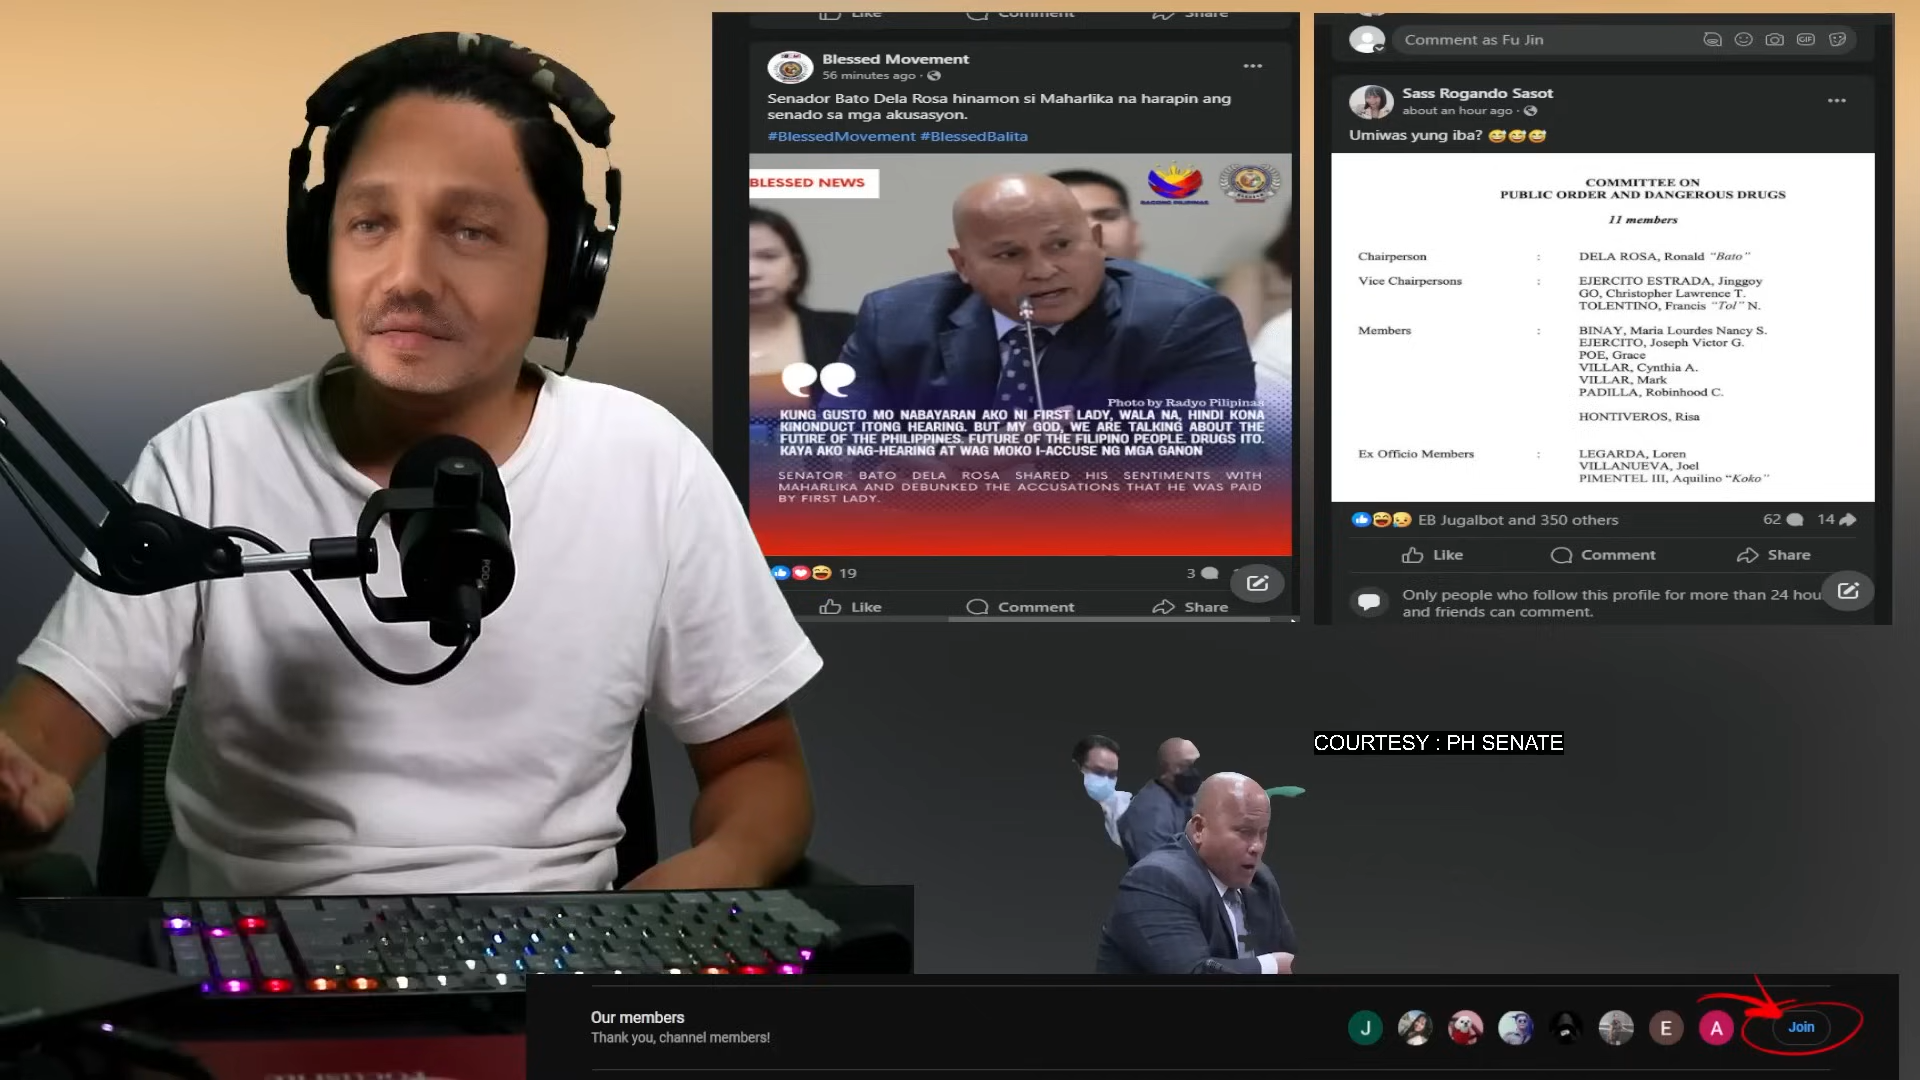 Like Comment Share
Blessed Movement
56 minutes ago
Senador Bato Dela Rosa hinamon si Maharlika na harapin ang
senado sa mga akusasyon.
#BlessedMovement #BlessedBalita
BLESSED NEWS
BAGONG PILIPINAS
Photo by Radyo Pilipinas
KUNG GUSTO MO NABAYARAN AKO NI FIRST LADY, WALA NA, HINDI KONA
KINONDUCT ITONG HEARING. BUT MY GOD, WE ARE TALKING ABOUT THE
FUTIRE OF THE PHILIPPINES. FUTURE OF THE FILIPINO PEOPLE. DRUGS ITO.
KAYA AKO NAG-HEARING AT WAG MOKO I-ACCUSE NG MGA GANON
SENATOR BATO DELA ROSA SHARED HIS SENTIMENTS WITH
MAHARLIKA AND DEBUNKED THE ACCUSATIONS THAT HE WAS PAID
BY FIRST LADY.
19
3
Like Comment Share
Comment as Fu Jin
GIF
Sass Rogando Sasot
about an hour ago
Umiwas yung iba? 😅😅😅
COMMITTEE ON
PUBLIC ORDER AND DANGEROUS DRUGS
11 members
Chairperson : DELA ROSA, Ronald "Bato"
Vice Chairpersons : EJERCITO ESTRADA, Jinggoy
GO, Christopher Lawrence T.
TOLENTINO, Francis "Tol" N.
Members : BINAY, Maria Lourdes Nancy S.
EJERCITO, Joseph Victor G.
POE, Grace
VILLAR, Cynthia A.
VILLAR, Mark
PADILLA, Robinhood C.
HONTIVEROS, Risa
Ex Officio Members : LEGARDA, Loren
VILLANUEVA, Joel
PIMENTEL III, Aquilino "Koko"
EB Jugalbot and 350 others
62 14
Like Comment Share
Only people who follow this profile for more than 24 hou
and friends can comment.
COURTESY : PH SENATE
Our members
Thank you, channel members!
J E A Join